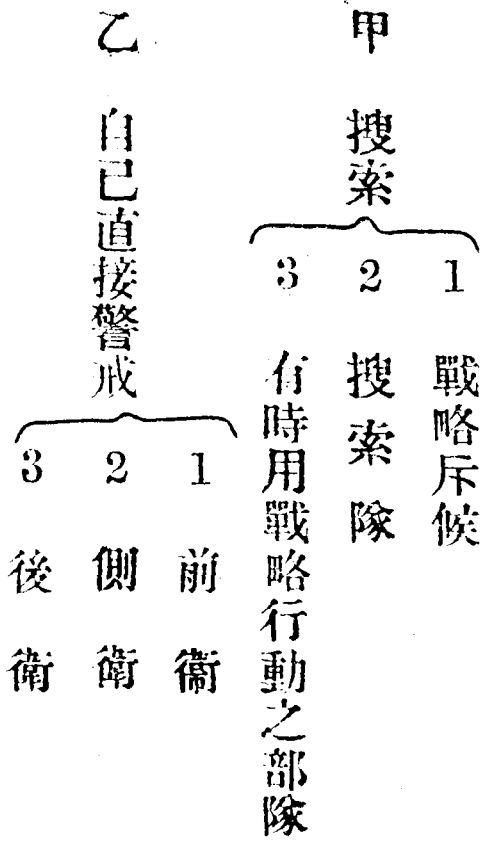 甲 搜索
1 戰略斥候
2 搜索隊
3 有時用戰略行動之部隊
乙 自己直接警戒
1 前衞
2 側衛
3 後衛